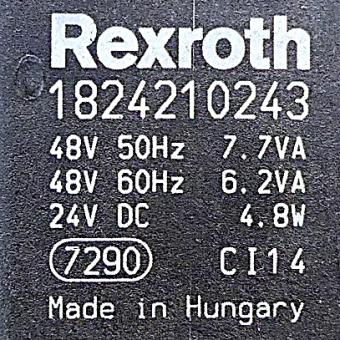 Rexroth
1824210243
48V 50Hz 7.7VA
48V 60Hz 6.2VA
24V DC 4.8W
7290 CI14
Made in Hungary